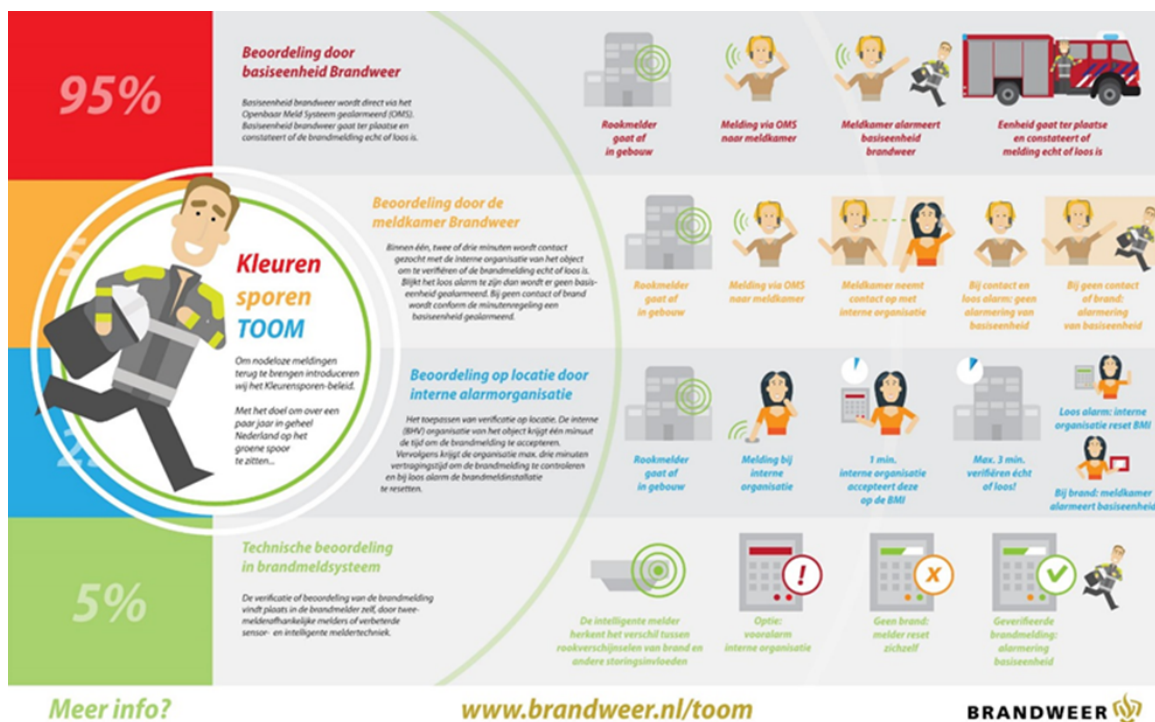 95%
Beoordeling door
basiseenheid Brandweer
Basiseenheid brandweer wordt direct via het
Openbaar Meld Systeem gealarmeerd (OMS).
Basiseenheid brandweer gaat ter plaatse en
constateert of de brandmelding echt of loos is.
Rookmelder
gaat af
in gebouw
Melding via OMS
naar meldkamer
Meldkamer alarmeert
basiseenheid
brandweer
Eenheid gaat ter plaatse
en constateert of
melding echt of loos is
Beoordeling door de
meldkamer Brandweer
Binnen één, twee of drie minuten wordt contact
gezocht met de interne organisatie van het object
om te verifiëren of de brandmelding echt of loos is.
Blijkt het loos alarm te zijn dan wordt er geen basis-
eenheid gealarmeerd. Bij geen contact of brand
wordt conform de minutenregeling een
basiseenheid gealarmeerd.
Rookmelder
gaat af
in gebouw
Melding via OMS
naar meldkamer
Meldkamer neemt
contact op met
interne organisatie
Bij contact en
loos alarm: geen
alarmering van
basiseenheid
Bij geen contact
of brand:
alarmering
van basiseenheid
Kleuren
sporen
TOOM
Om nodeloze meldingen
terug te brengen introduceren
wij het Kleurensporen-beleid.
Met het doel om over een
paar jaar in geheel
Nederland op het
groene spoor
te zitten...
Beoordeling op locatie door
interne alarmorganisatie
Het toepassen van verificatie op locatie. De interne
(BHV) organisatie van het object krijgt één minuut
de tijd om de brandmelding te accepteren.
Vervolgens krijgt de organisatie max. drie minuten
vertragingstijd om de brandmelding te controleren
en bij loos alarm de brandmeldinstallatie
te resetten.
Rookmelder
gaat af
in gebouw
Melding bij
interne
organisatie
1 min.
interne organisatie
accepteert deze
op de BMI
Max. 3 min.
verifiëren écht
of loos!
Loos alarm: interne
organisatie reset BMI
Bij brand: meldkamer
alarmeert basiseenheid
5%
Technische beoordeling
in brandmeldsysteem
De verificatie of beoordeling van de brandmelding
vindt plaats in de brandmelder zelf, door twee-
melderafhankelijke melders of verbeterde
sensor- en intelligente meldertechniek.
De intelligente melder
herkent het verschil tussen
rookverschijnselen van brand en
andere storingsinvloeden
Optie:
vooralarm
interne organisatie
Geen brand:
melder reset
zichzelf
Geverifieerde
brandmelding:
alarmering
basiseenheid
Meer info?
www.brandweer.nl/toom
BRANDWEER